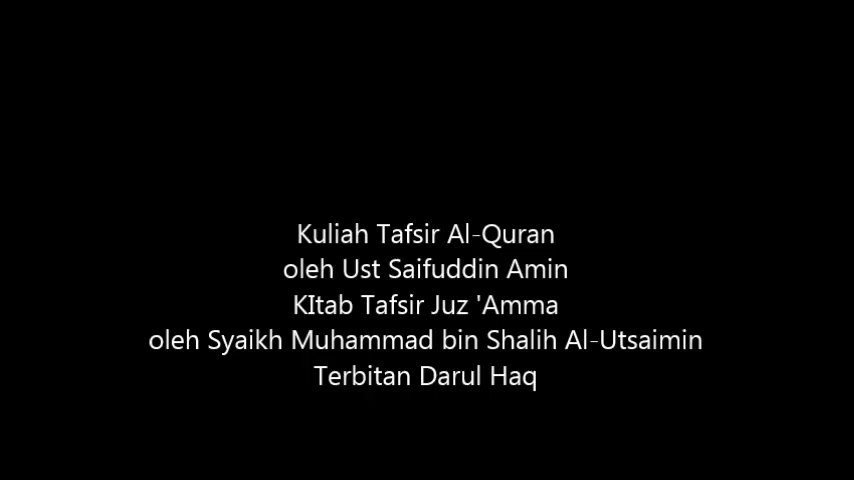 Kuliah Tafsir Al-Quran
oleh Ust Saifuddin Amin
KItab Tafsir Juz 'Amma
oleh Syaikh Muhammad bin Shalih Al-Utsaimin
Terbitan Darul Haq